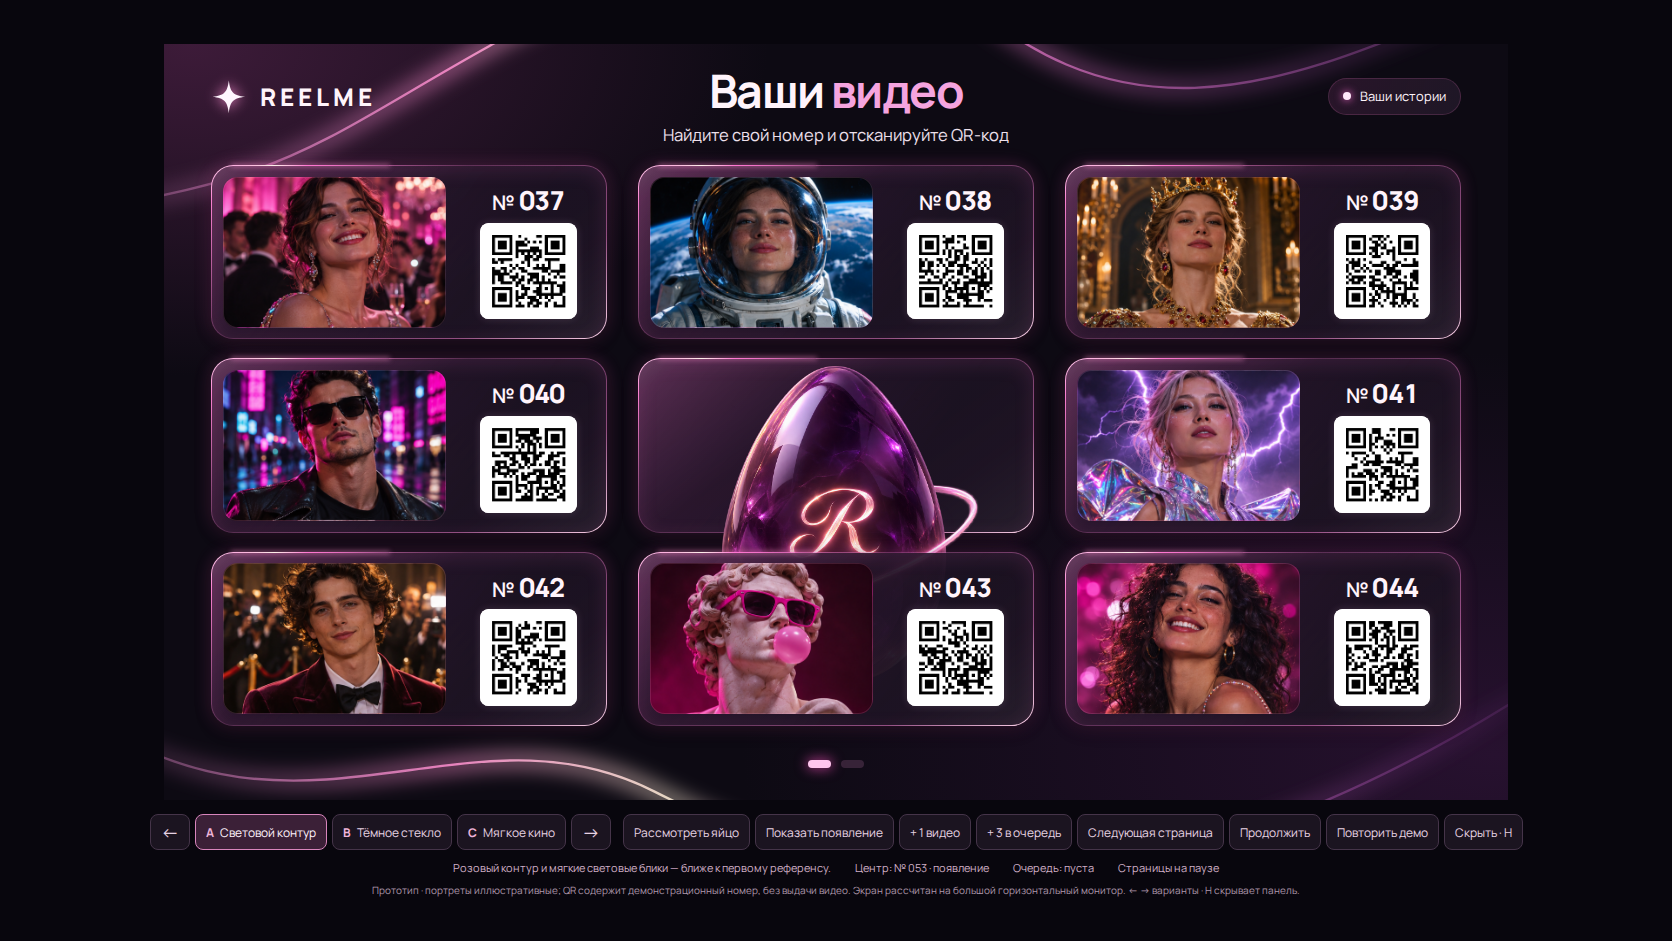 REELME
Ваши видео
Ваши истории
Найдите свой номер и отсканируйте QR-код
№ 037
№ 038
№ 039
№ 040
R
№ 041
№ 042
№ 043
№ 044
← A Световой контур B Тёмное стекло C Мягкое кино → Рассмотреть яйцо Показать появление + 1 видео + 3 в очередь Следующая страница Продолжить Повторить демо Скрыть · H
Розовый контур и мягкие световые блики — ближе к первому референсу. Центр: № 053 · появление Очередь: пуста Страницы на паузе
Прототип · портреты иллюстративные; QR содержит демонстрационный номер, без выдачи видео. Экран рассчитан на большой горизонтальный монитор. ← → варианты · H скрывает панель.